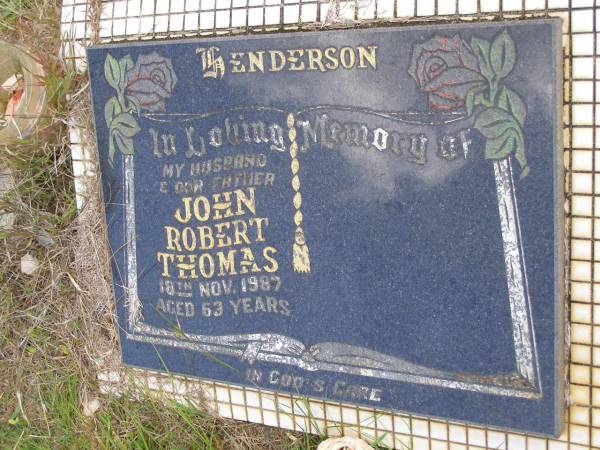 HENDERSON
In Loving Memory of
MY HUSBAND
& OUR FATHER
JOHN
ROBERT
THOMAS
18TH NOV. 1987
AGED 63 YEARS
IN GOD'S CARE